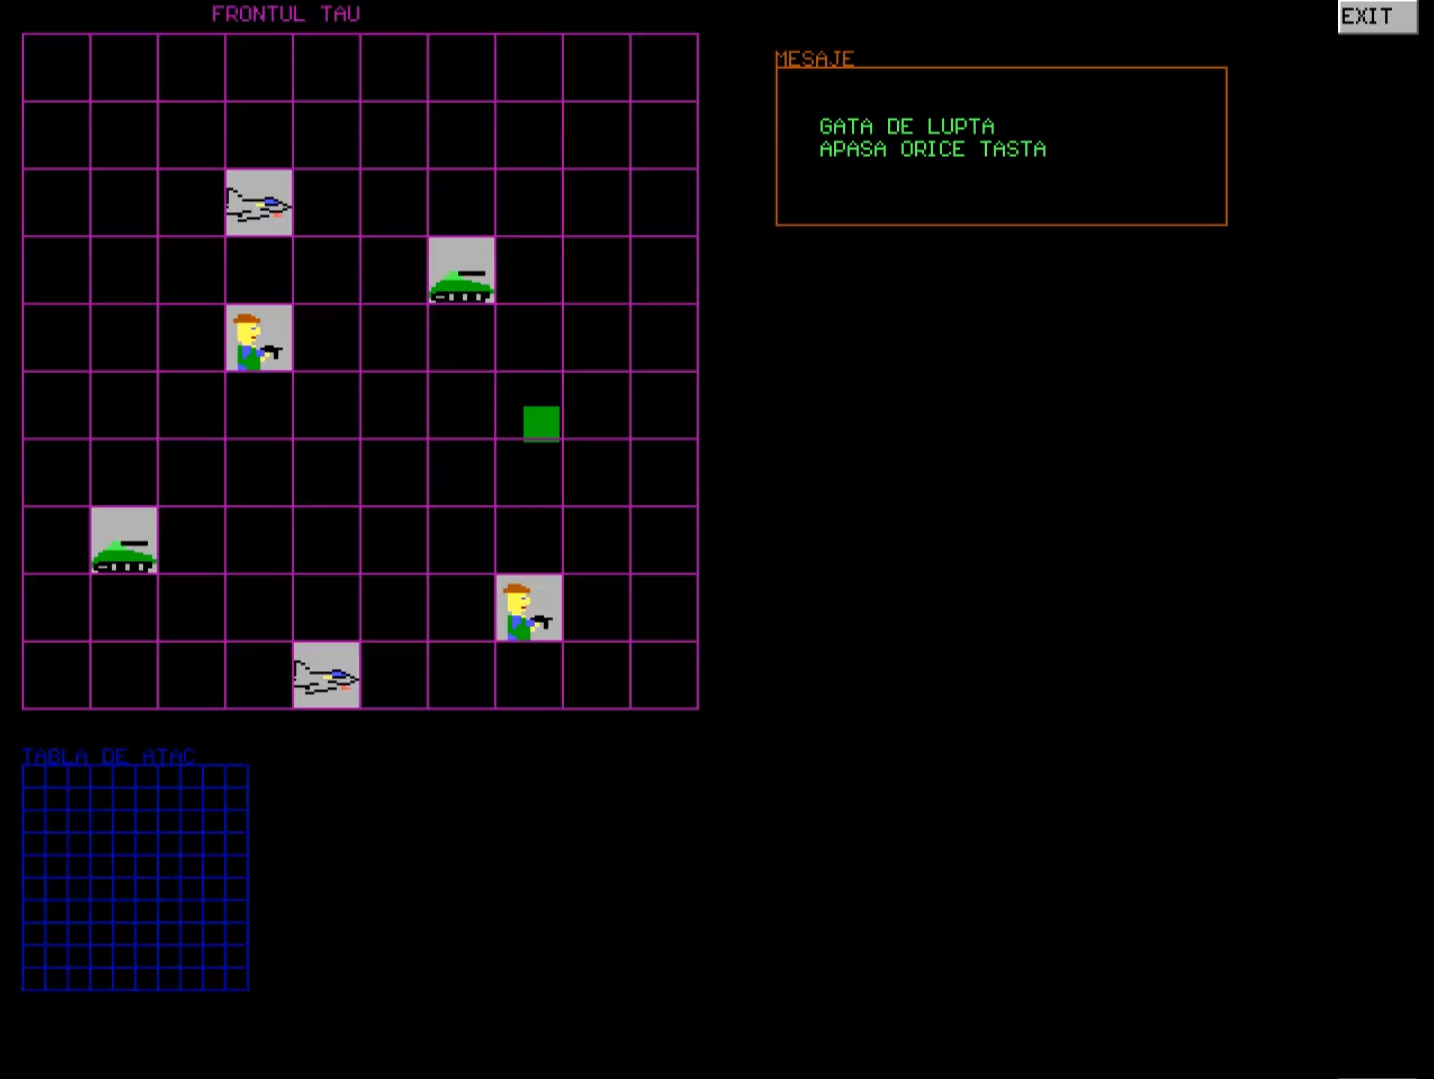 FRONTUL TAU
EXIT
MESAJE
GATA DE LUPTA
APASA ORICE TASTA
TABLA DE ATAC